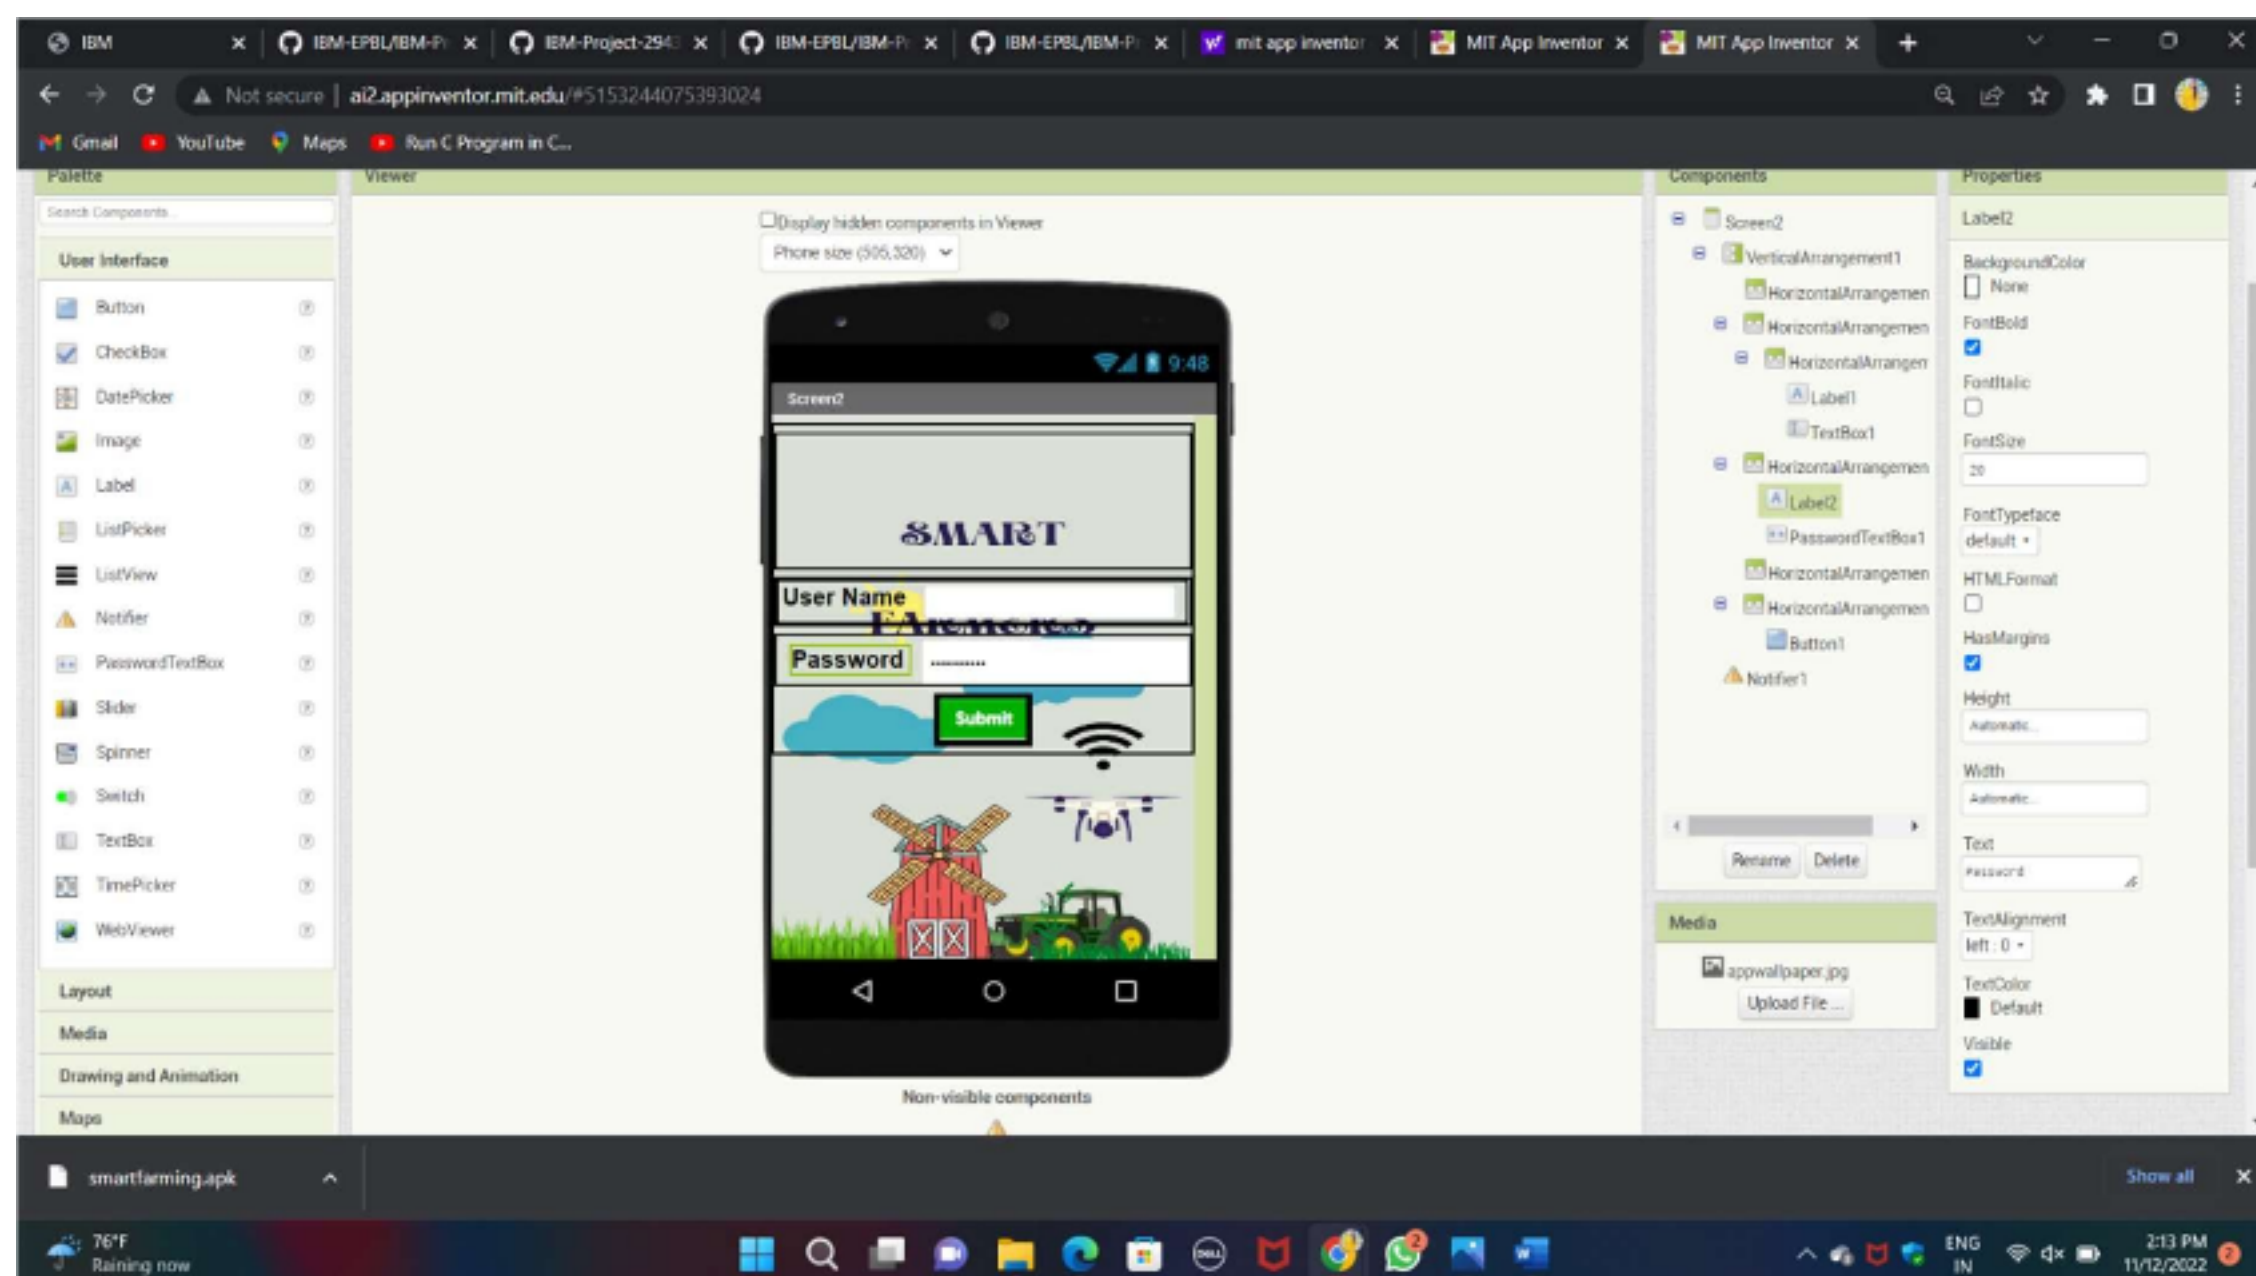 IBM
IBM-EPBL/IBM-Pr
IBM-Project-294
IBM-EPBL/IBM-Pr
IBM-EPBL/IBM-Pr
mit app inventor
MIT App Inventor
MIT App Inventor
Not secure | ai2.appinventor.mit.edu/#5153244075393024
Gmail
YouTube
Maps
Run C Program in C...
Palette
Search Components...
User Interface
Button
CheckBox
DatePicker
Image
Label
ListPicker
ListView
Notifier
PasswordTextBox
Slider
Spinner
Switch
TextBox
TimePicker
WebViewer
Layout
Media
Drawing and Animation
Maps
Viewer
Display hidden components in Viewer
Phone size (505,320)
9:48
Screen2
SMART
User Name
FARMERS
Password
Submit
Non-visible components
Components
Screen2
VerticalArrangement1
HorizontalArrangemen
HorizontalArrangemen
HorizontalArrangem
Label1
TextBox1
HorizontalArrangemen
Label2
PasswordTextBox1
HorizontalArrangemen
HorizontalArrangemen
Button1
Notifier1
Rename
Delete
Media
appwallpaper.jpg
Upload File ...
Properties
Label2
BackgroundColor
None
FontBold
FontItalic
FontSize
20
FontTypeface
default
HTMLFormat
HasMargins
Height
Automatic...
Width
Automatic...
Text
Password
TextAlignment
left : 0
TextColor
Default
Visible
smartfarming.apk
Show all
76°F
Raining now
DELL
2
ENG
IN
2:13 PM
11/12/2022
2